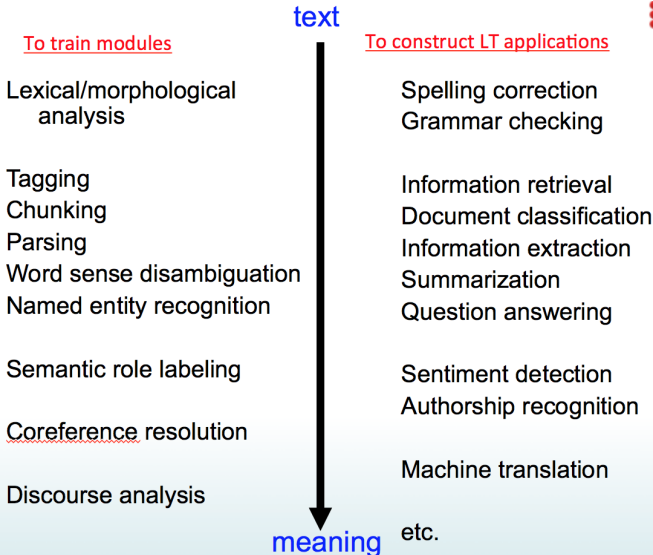 text
To train modules
Lexical/morphological
analysis
Tagging
Chunking
Parsing
Word sense disambiguation
Named entity recognition
Semantic role labeling
Coreference resolution
Discourse analysis
To construct LT applications
Spelling correction
Grammar checking
Information retrieval
Document classification
Information extraction
Summarization
Question answering
Sentiment detection
Authorship recognition
Machine translation
etc.
meaning